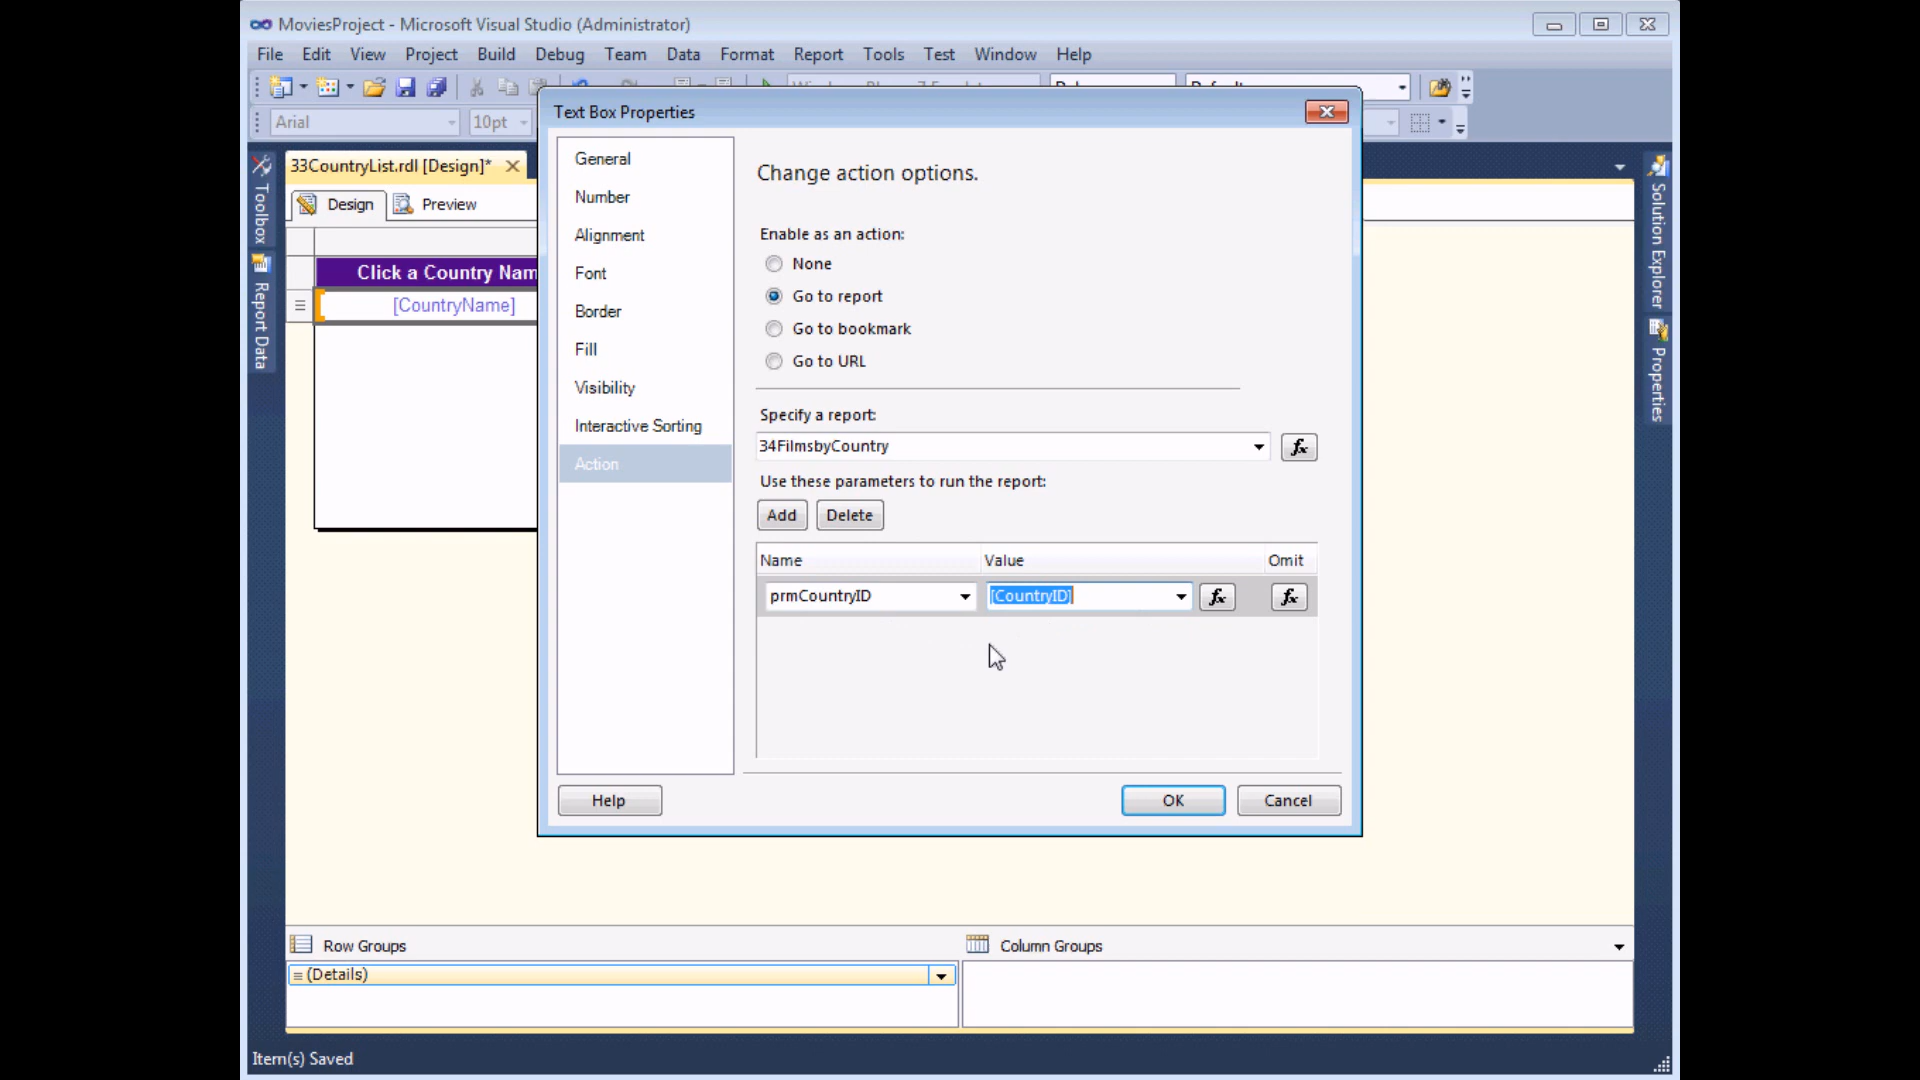 MoviesProject - Microsoft Visual Studio (Administrator)
File Edit View Project Build Debug Team Data Format Report Tools Test Window Help
Arial 10pt
Text Box Properties
33CountryList.rdl [Design]*
Design Preview
Toolbox
Report Data
Click a Country Nam
[CountryName]
General
Number
Alignment
Font
Border
Fill
Visibility
Interactive Sorting
Action
Change action options.
Enable as an action:
None
Go to report
Go to bookmark
Go to URL
Specify a report:
34FilmsbyCountry
fx
Use these parameters to run the report:
Add Delete
Name Value Omit
prmCountryID [CountryID] fx fx
Help OK Cancel
Solution Explorer
Properties
Row Groups Column Groups
(Details)
Item(s) Saved